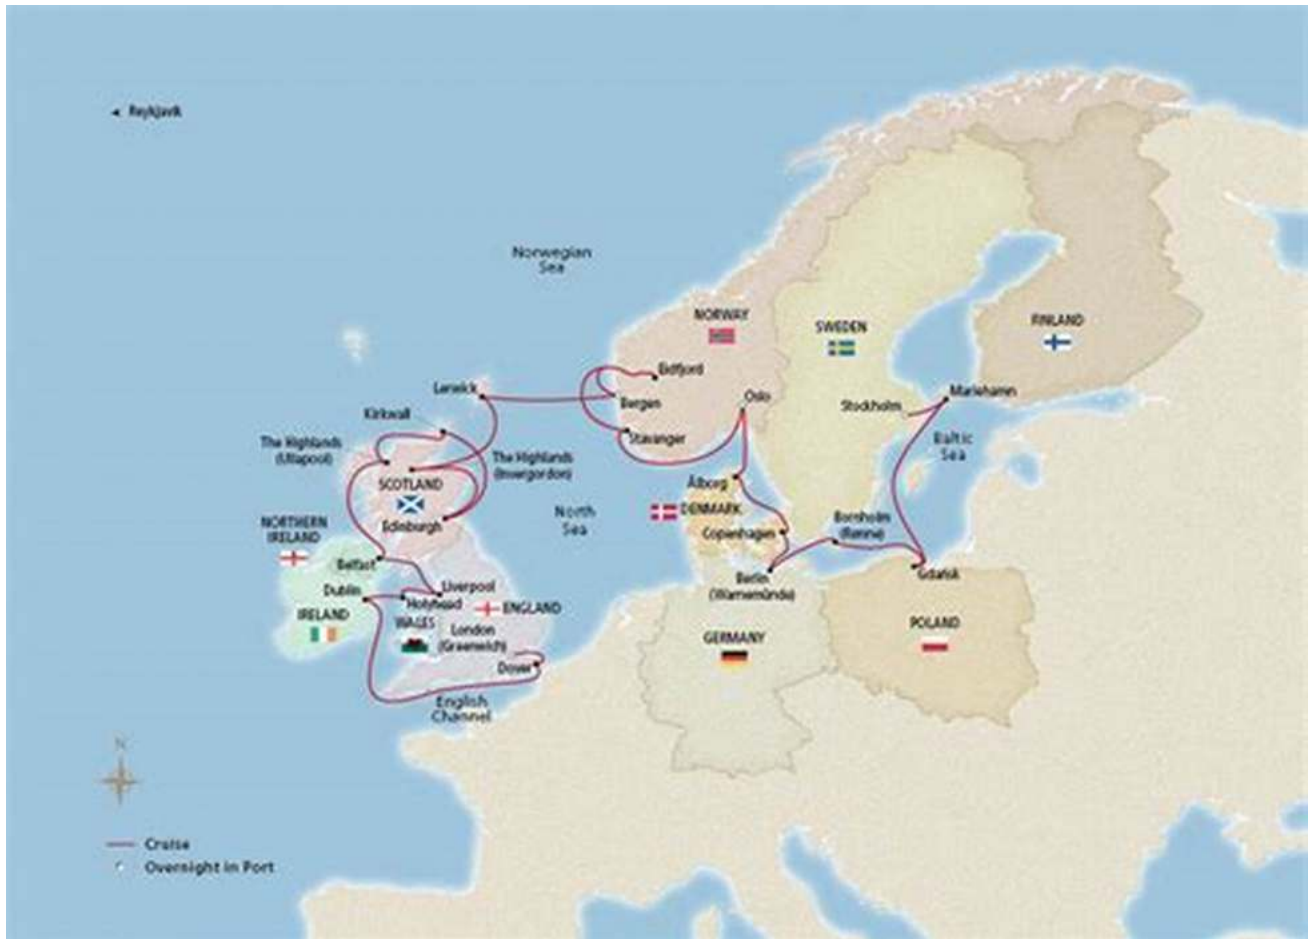 Reykjavik
Norwegian
Sea
NORWAY
SWEDEN
FINLAND
Eidfjord
Lerwick
Bergen
Oslo
Mariehamn
Stockholm
Kirkwall
Stavanger
Baltic
Sea
The Highlands
(Ullapool)
The Highlands
(Invergordon)
SCOTLAND
Ålborg
North
Sea
DENMARK
Edinburgh
Copenhagen
Bornholm
(Rønne)
NORTHERN
IRELAND
Belfast
Gdańsk
Berlin
(Warnemünde)
Dublin
Liverpool
Holyhead
ENGLAND
IRELAND
WALES
London
(Greenwich)
GERMANY
POLAND
Dover
English
Channel
N
Cruise
Overnight in Port